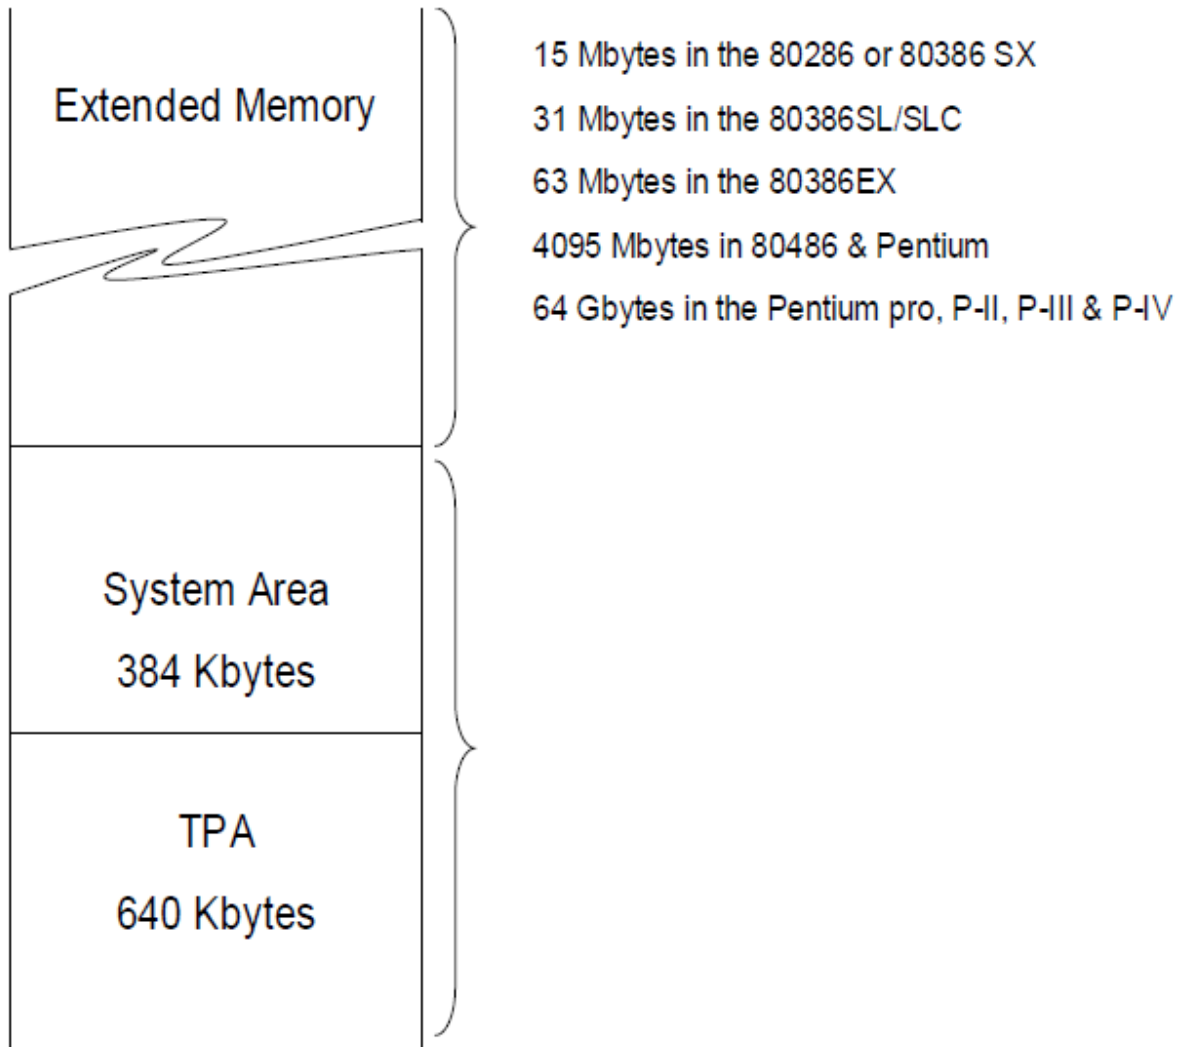 Extended Memory
15 Mbytes in the 80286 or 80386 SX
31 Mbytes in the 80386SL/SLC
63 Mbytes in the 80386EX
4095 Mbytes in 80486 & Pentium
64 Gbytes in the Pentium pro, P-II, P-III & P-IV
System Area
384 Kbytes
TPA
640 Kbytes